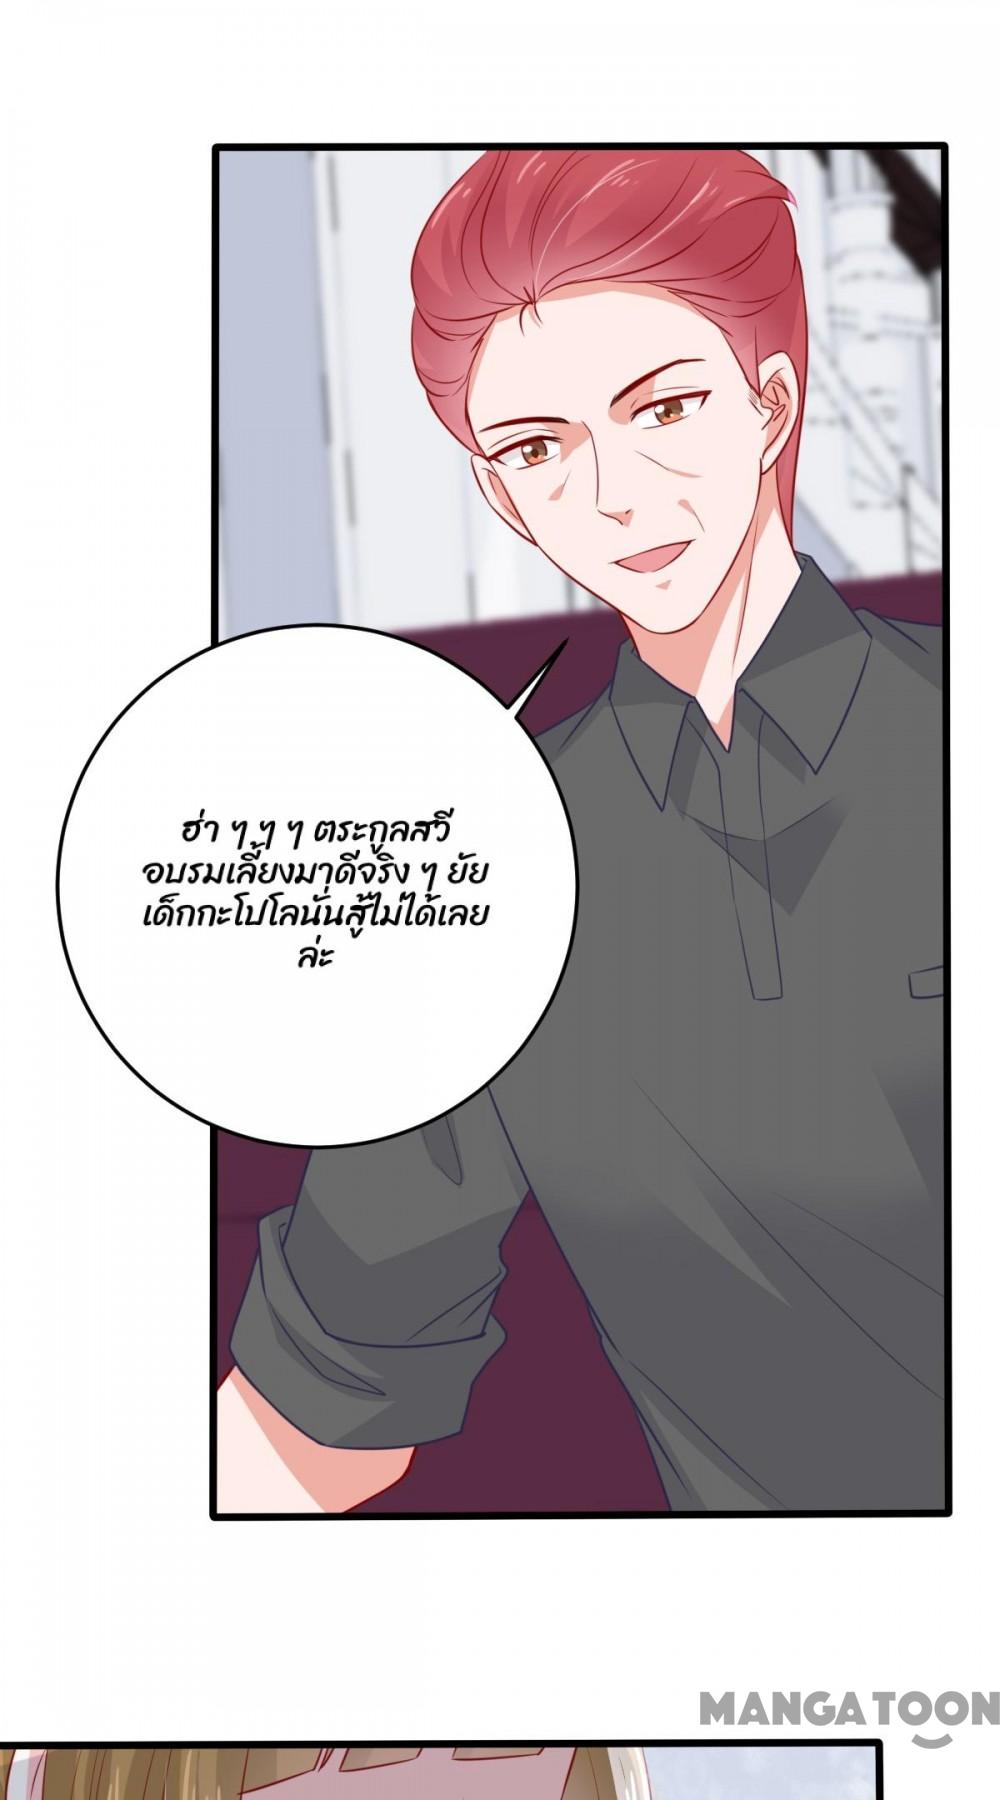 ฮ่า ๆ ๆ ๆ ตระกูลสวี
อบรมเลี้ยงมาดีจริง ๆ ยัย
เด็กกะโปโลนั่นสู้ไม่ได้เลย
ล่ะ
MANGATOON